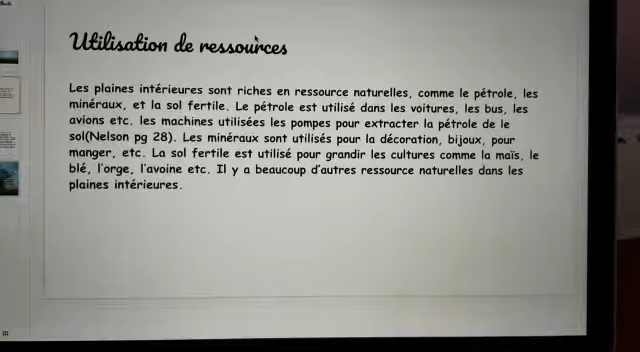 Utilisation de ressources
Les plaines intérieures sont riches en ressource naturelles, comme le pétrole, les
minéraux, et la sol fertile. Le pétrole est utilisé dans les voitures, les bus, les
avions etc. les machines utilisées les pompes pour extracter la pétrole de le
sol(Nelson pg 28). Les minéraux sont utilisés pour la décoration, bijoux, pour
manger, etc. La sol fertile est utilisé pour grandir les cultures comme la maïs, le
blé, l'orge, l'avoine etc. Il y a beaucoup d'autres ressource naturelles dans les
plaines intérieures.